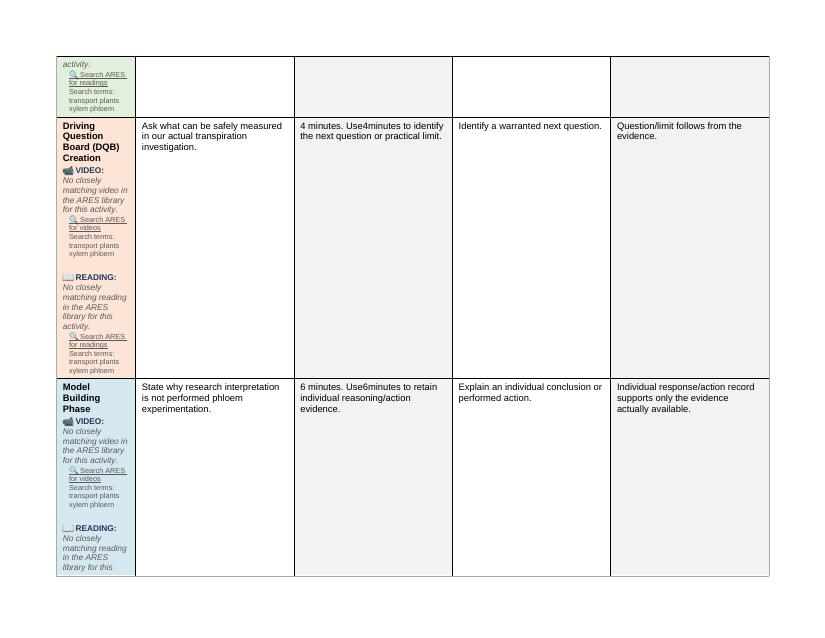 activity.
🔍 Search ARES
for readings
Search terms:
transport plants
xylem phloem
Driving
Question
Board (DQB)
Creation
📹 VIDEO:
No closely
matching video in
the ARES library
for this activity.
🔍 Search ARES
for videos
Search terms:
transport plants
xylem phloem
📖 READING:
No closely
matching reading
in the ARES
library for this
activity.
🔍 Search ARES
for readings
Search terms:
transport plants
xylem phloem
Ask what can be safely measured
in our actual transpiration
investigation.
4 minutes. Use4minutes to identify
the next question or practical limit.
Identify a warranted next question.
Question/limit follows from the
evidence.
Model
Building
Phase
📹 VIDEO:
No closely
matching video in
the ARES library
for this activity.
🔍 Search ARES
for videos
Search terms:
transport plants
xylem phloem
📖 READING:
No closely
matching reading
in the ARES
library for this
State why research interpretation
is not performed phloem
experimentation.
6 minutes. Use6minutes to retain
individual reasoning/action
evidence.
Explain an individual conclusion or
performed action.
Individual response/action record
supports only the evidence
actually available.